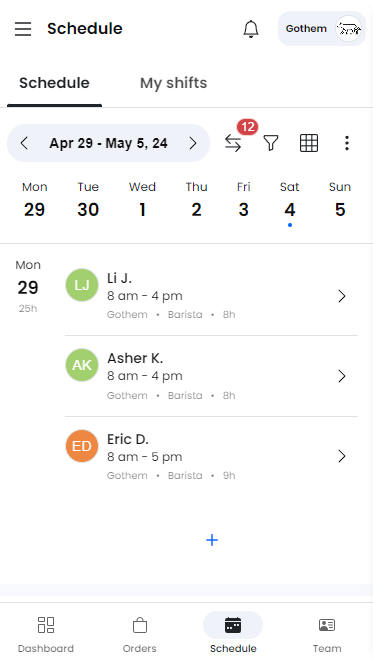 Schedule
Gothem
Schedule My shifts
Apr 29 - May 5, 24
12
Mon Tue Wed Thu Fri Sat Sun
29 30 1 2 3 4 5
Mon
29
25h
LJ
Li J.
8 am - 4 pm
Gothem • Barista • 8h
AK
Asher K.
8 am - 4 pm
Gothem • Barista • 8h
ED
Eric D.
8 am - 5 pm
Gothem • Barista • 9h
+
Dashboard Orders Schedule Team